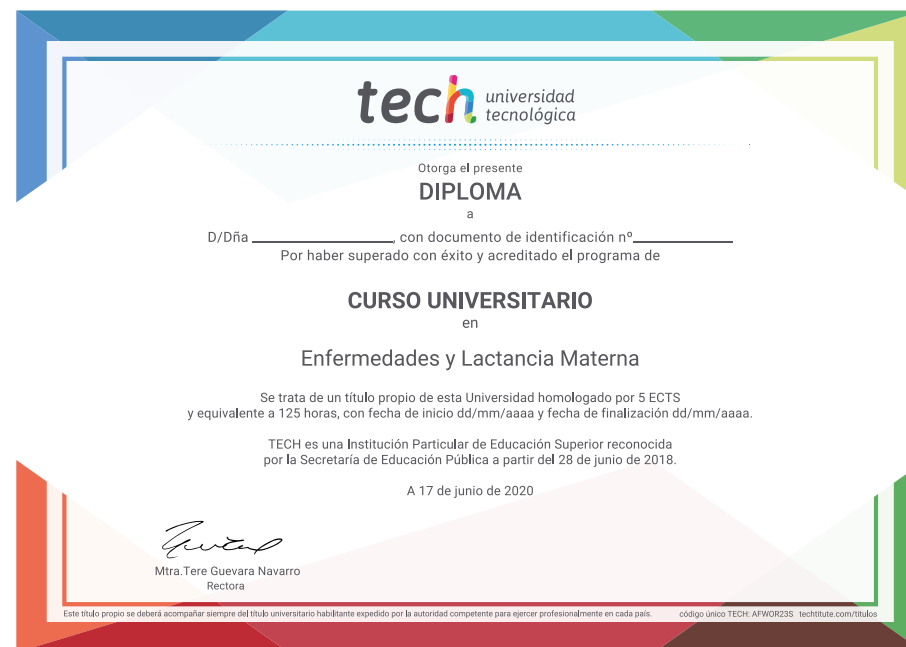 tech universidad
tecnológica
Otorga el presente
DIPLOMA
a
D/Dña ____________________, con documento de identificación nº______________
Por haber superado con éxito y acreditado el programa de
CURSO UNIVERSITARIO
en
Enfermedades y Lactancia Materna
Se trata de un título propio de esta Universidad homologado por 5 ECTS
y equivalente a 125 horas, con fecha de inicio dd/mm/aaaa y fecha de finalización dd/mm/aaaa.
TECH es una Institución Particular de Educación Superior reconocida
por la Secretaría de Educación Pública a partir del 28 de junio de 2018.
A 17 de junio de 2020
Mtra.Tere Guevara Navarro
Rectora
Este título propio se deberá acompañar siempre del título universitario habilitante expedido por la autoridad competente para ejercer profesionalmente en cada país. código único TECH: AFWOR23S techtitute.com/titulos